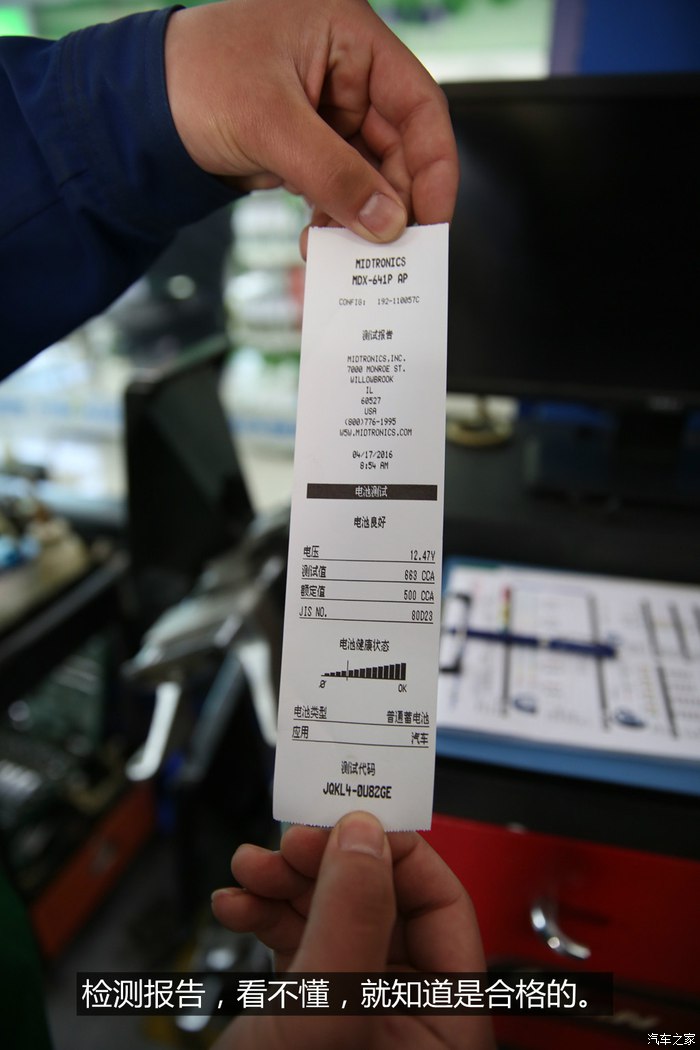 MIDTRONICS
MDX-641P AP
CONFIG: 192-110057C
测试报告
MIDTRONICS,INC.
7000 MONROE ST.
WILLOWBROOK
IL
60527
USA
(800)776-1995
W5W.MIDTRONICS.COM
04/17/2016
8:54 AM
电池测试
电池良好
电压 12.47V
测试值 663 CCA
额定值 500 CCA
JIS NO. 80D23
电池健康状态
OK
电池类型 普通蓄电池
应用 汽车
测试代码
JQKL4-0U82GE
检测报告，看不懂，就知道是合格的。
汽车之家